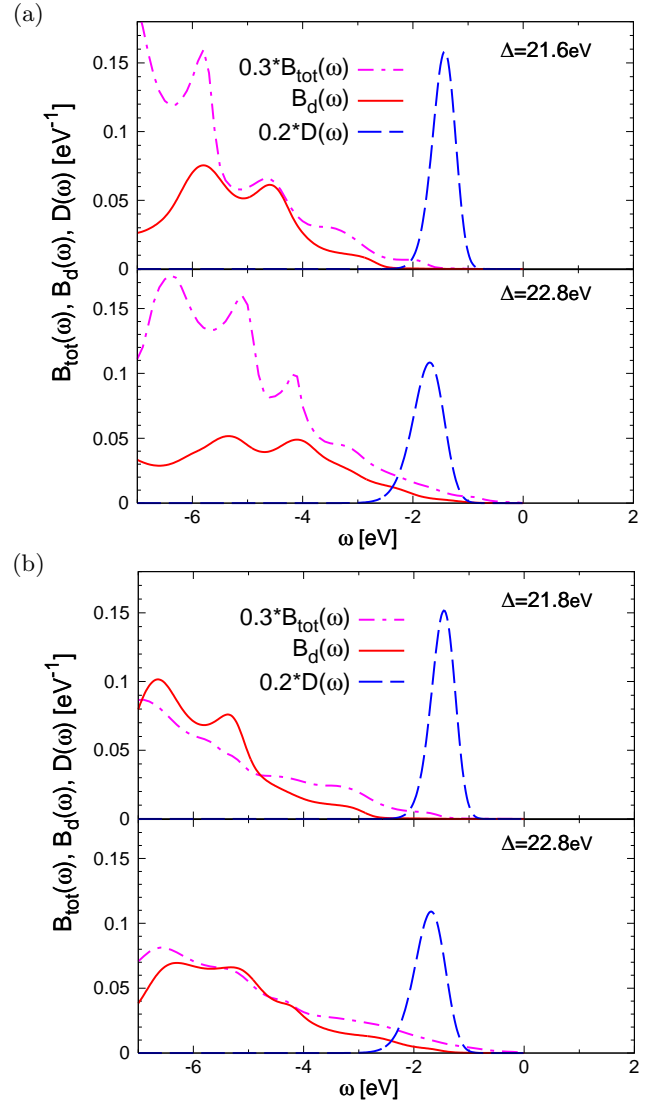 (a)
Δ=21.6eV
0.3*B_tot(ω)
B_d(ω)
0.2*D(ω)
0.15
0.1
0.05
0
Δ=22.8eV
0.15
0.1
0.05
0
B_tot(ω), B_d(ω), D(ω) [eV^-1]
-6 -4 -2 0 2
ω [eV]
(b)
Δ=21.8eV
0.3*B_tot(ω)
B_d(ω)
0.2*D(ω)
0.15
0.1
0.05
0
Δ=22.8eV
0.15
0.1
0.05
0
B_tot(ω), B_d(ω), D(ω) [eV^-1]
-6 -4 -2 0 2
ω [eV]